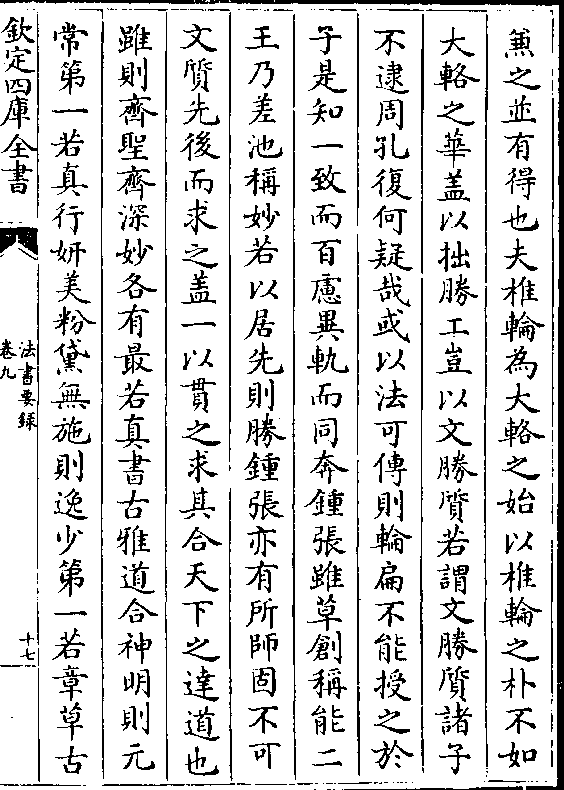 兼之並有得也夫椎輪為大輅之始以椎輪之朴不如
大輅之華盖以拙勝工豈以文勝質若謂文勝質諸子
不逮周孔復何疑哉或以法可傳則輪扁不能授之於
子是知一致而百慮異軌而同奔鍾張雖草創稱能二
王乃差池稱妙若以居先則勝鍾張亦有所師固不可
文質先後而求之盖一以貫之求其合天下之達道也
雖則齊聖齊深妙各有最若真書古雅道合神明則元
常第一若真行妍美粉黛無施則逸少第一若章草古
欽定四庫全書
法書要録
卷九
十七